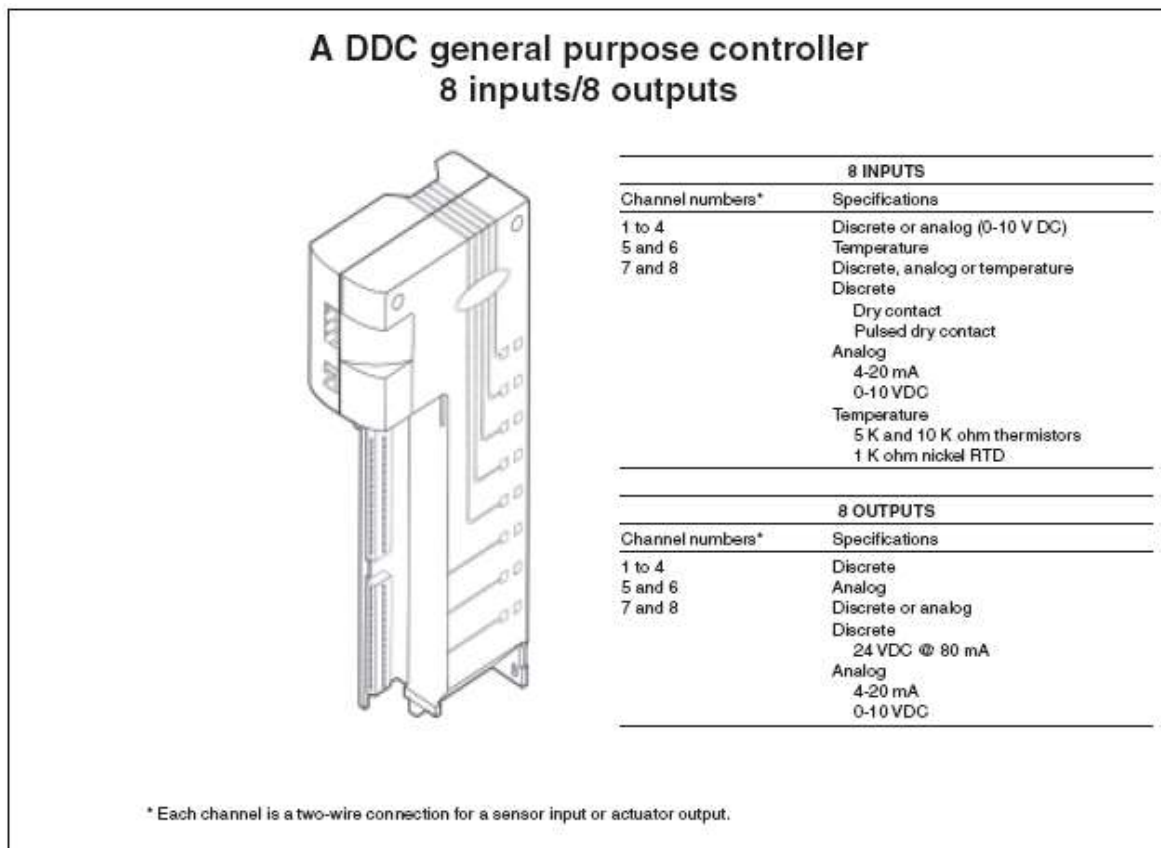 A DDC general purpose controller
8 inputs/8 outputs
8 INPUTS
Channel numbers* Specifications
1 to 4 Discrete or analog (0-10 V DC)
5 and 6 Temperature
7 and 8 Discrete, analog or temperature
Discrete
Dry contact
Pulsed dry contact
Analog
4-20 mA
0-10 VDC
Temperature
5 K and 10 K ohm thermistors
1 K ohm nickel RTD
8 OUTPUTS
Channel numbers* Specifications
1 to 4 Discrete
5 and 6 Analog
7 and 8 Discrete or analog
Discrete
24 VDC @ 80 mA
Analog
4-20 mA
0-10 VDC
* Each channel is a two-wire connection for a sensor input or actuator output.